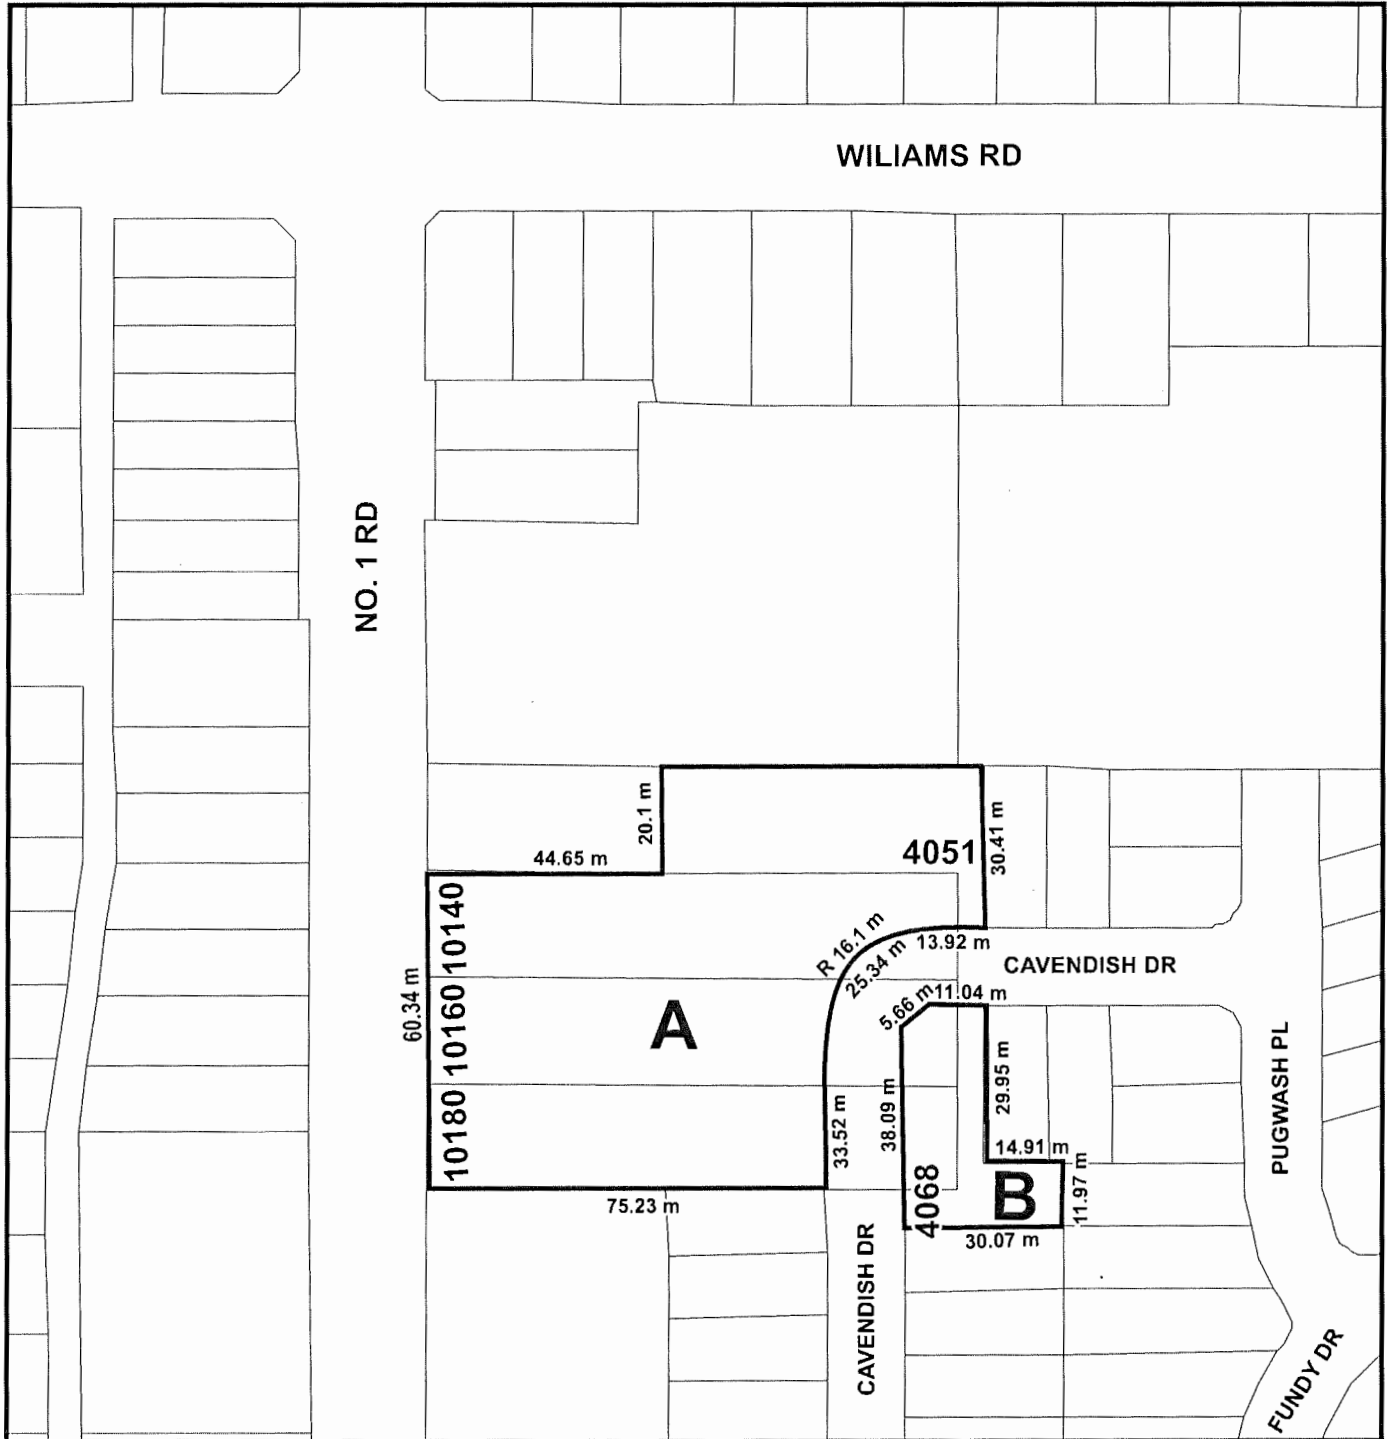 WILIAMS RD
NO. 1 RD
20.1 m
44.65 m
4051
30.41 m
10140
R 16.1 m
25.34 m
13.92 m
CAVENDISH DR
60.34 m
10160
A
5.66 m
11.04 m
29.95 m
PUGWASH PL
10180
33.52 m
38.09 m
14.91 m
4068
B
11.97 m
75.23 m
30.07 m
CAVENDISH DR
FUNDY DR